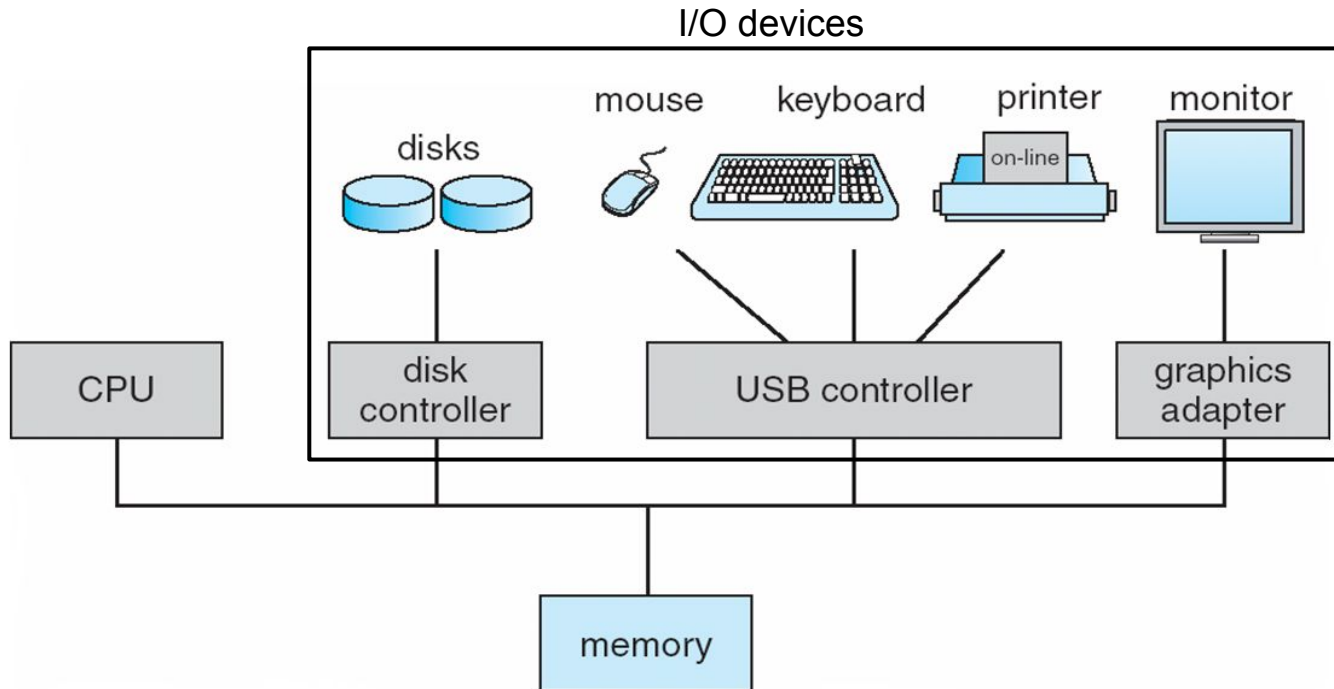 I/O devices
mouse
keyboard
printer
monitor
disks
on-line
CPU
disk
controller
USB controller
graphics
adapter
memory